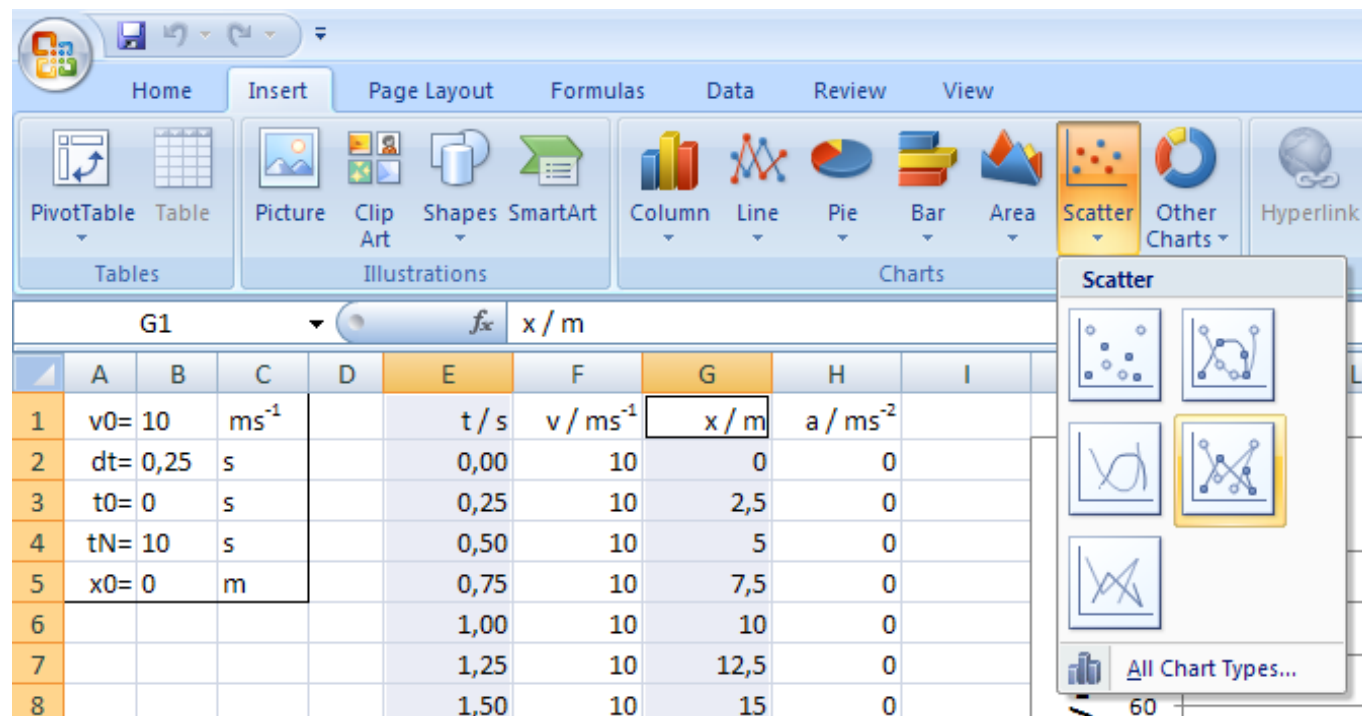 Home Insert Page Layout Formulas Data Review View
PivotTable Table Picture Clip Art Shapes SmartArt Column Line Pie Bar Area Scatter Other Charts Hyperlink
Tables Illustrations Charts
Scatter
G1 fx x / m
A B C D E F G H I L
1 v0= 10 ms⁻¹ t / s v / ms⁻¹ x / m a / ms⁻²
2 dt= 0,25 s 0,00 10 0 0
3 t0= 0 s 0,25 10 2,5 0
4 tN= 10 s 0,50 10 5 0
5 x0= 0 m 0,75 10 7,5 0
6 1,00 10 10 0
7 1,25 10 12,5 0
All Chart Types...
8 1,50 10 15 0
60